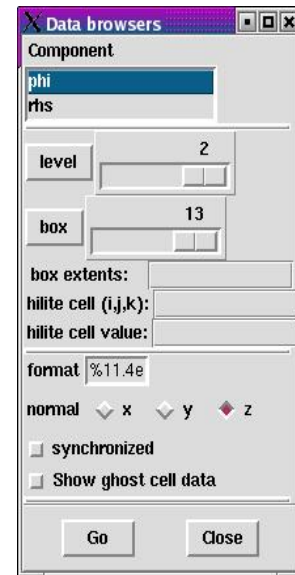 X Data browsers
Component
phi
rhs
level 2
box 13
box extents:
hilite cell (i,j,k):
hilite cell value:
format %11.4e
normal x y z
synchronized
Show ghost cell data
Go Close